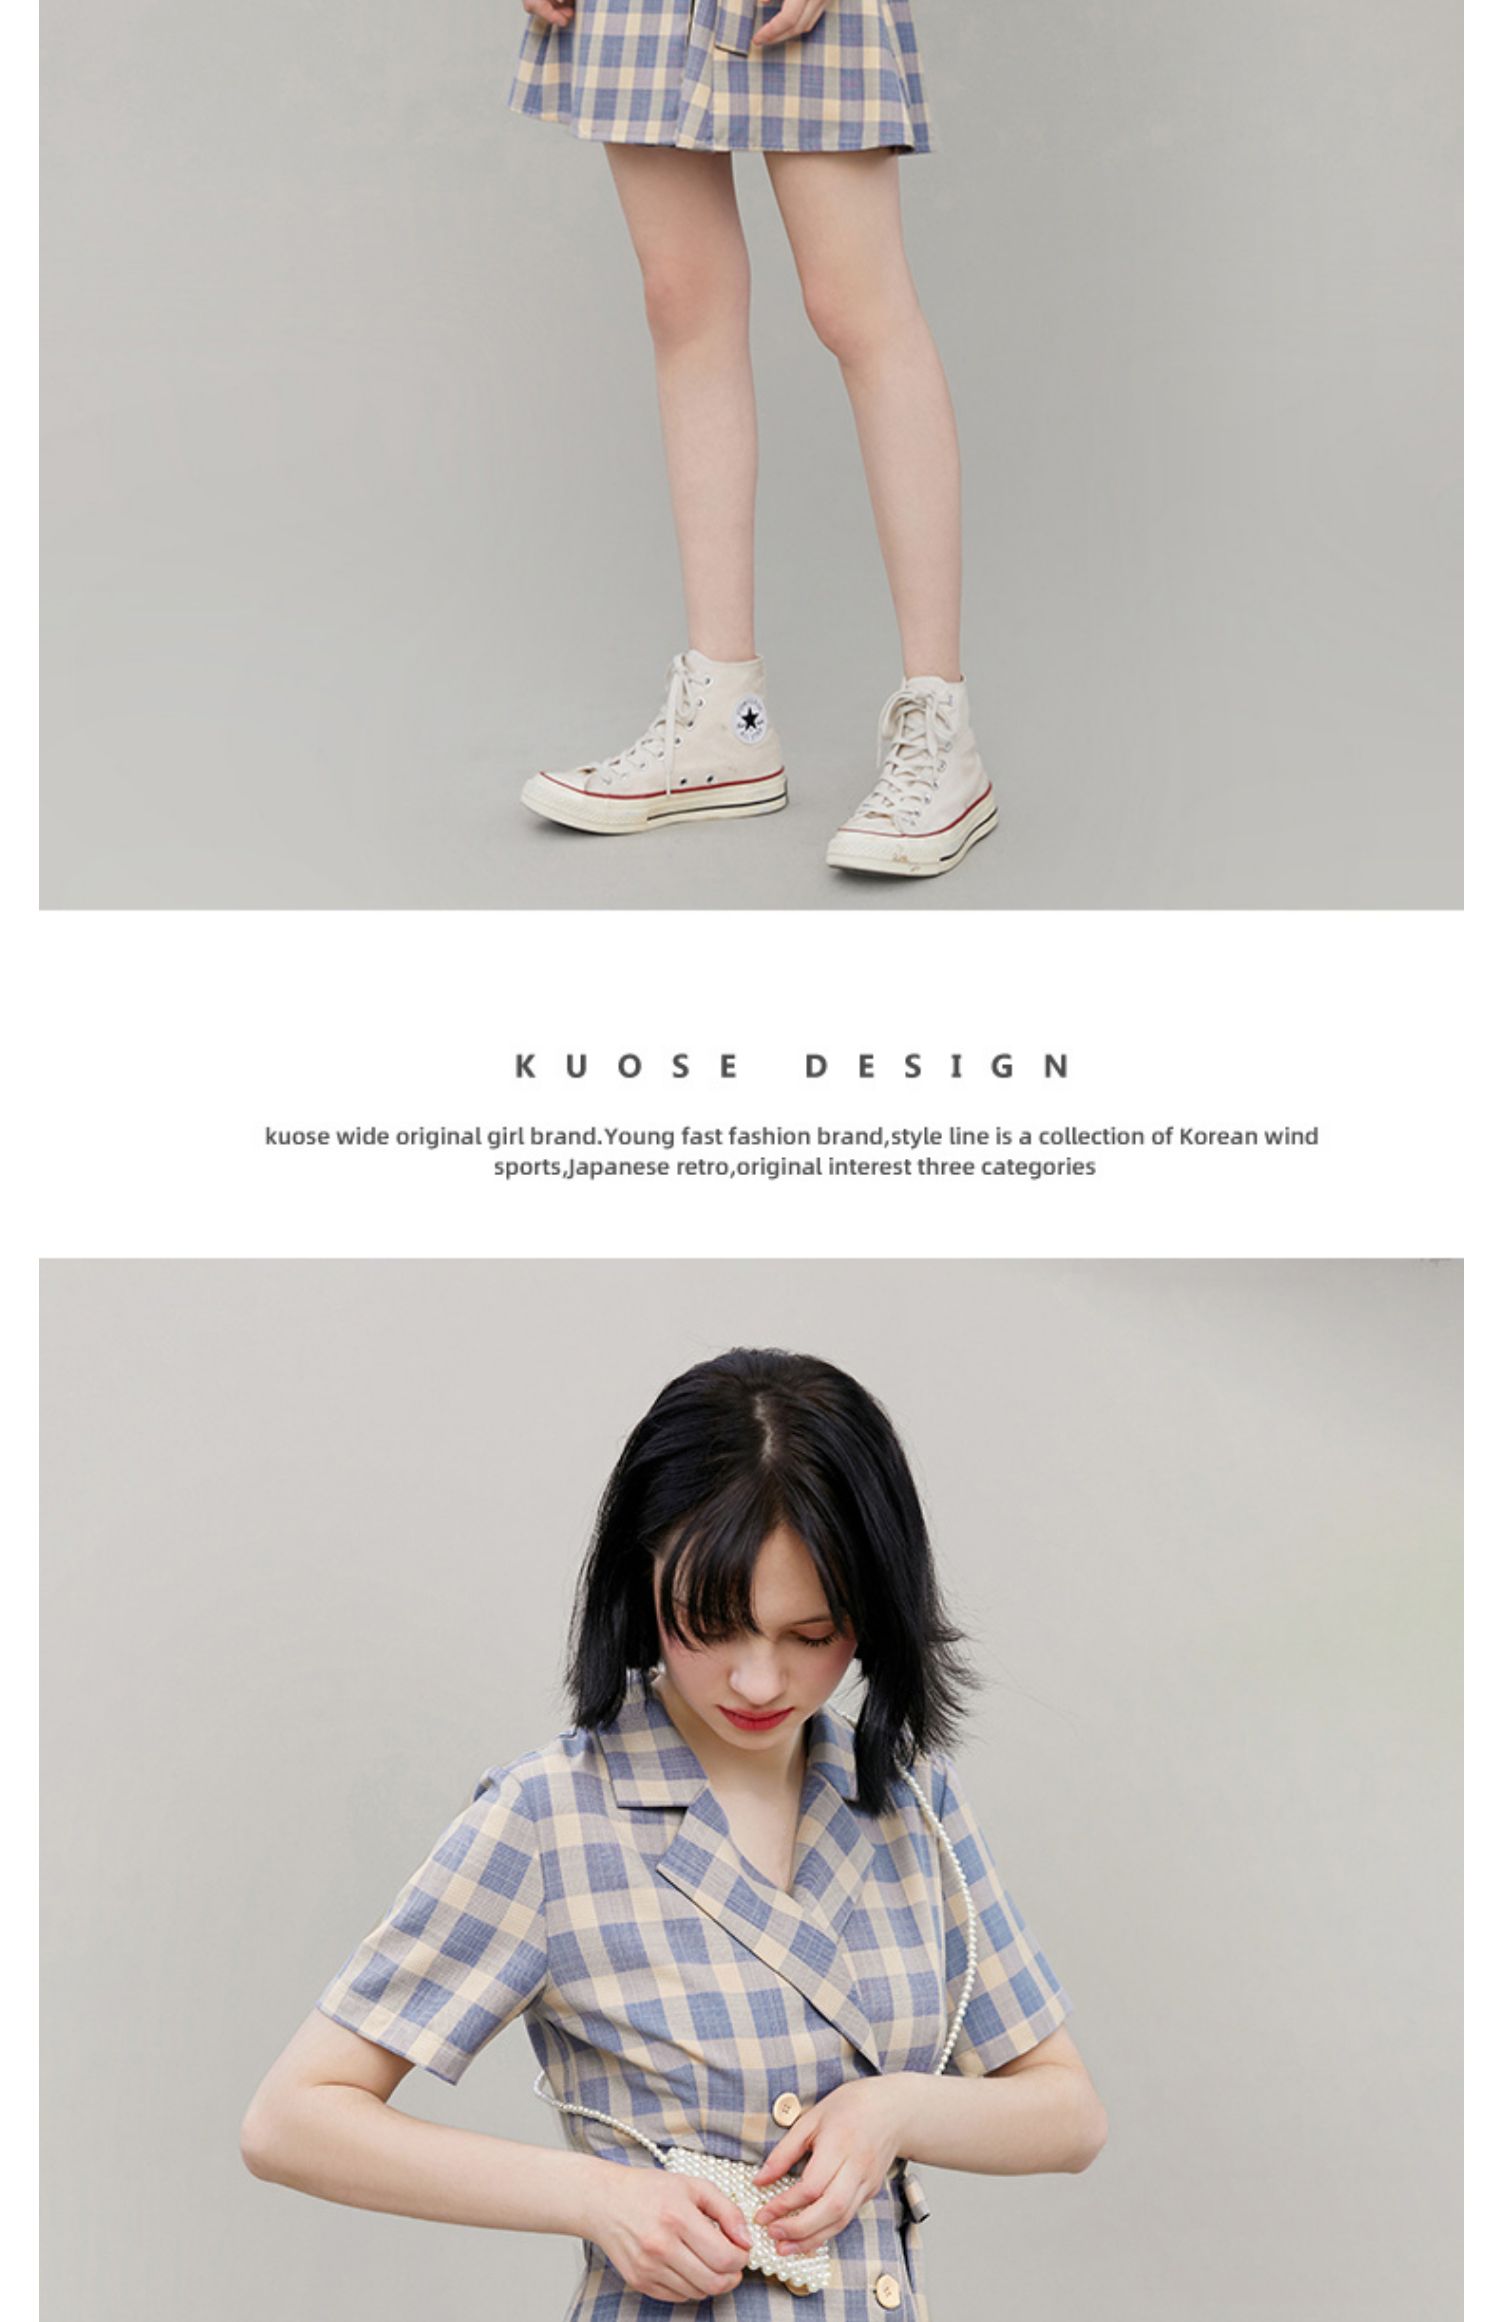 KUOSE DESIGN
kuose wide original girl brand.Young fast fashion brand,style line is a collection of Korean wind
sports,Japanese retro,original interest three categories